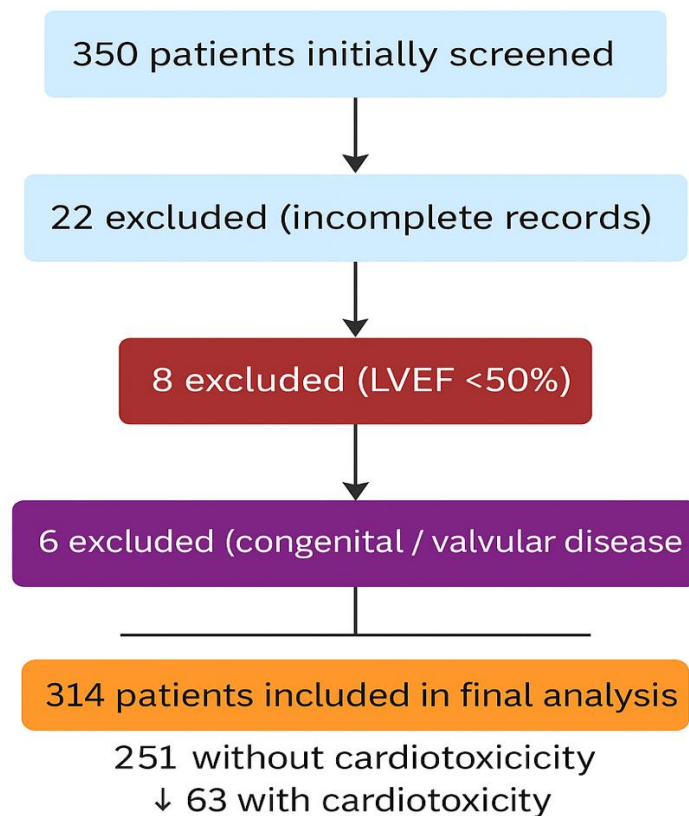 350 patients initially screened
22 excluded (incomplete records)
8 excluded (LVEF <50%)
6 excluded (congenital / valvular disease
314 patients included in final analysis
251 without cardiotoxicicity
↓ 63 with cardiotoxicity